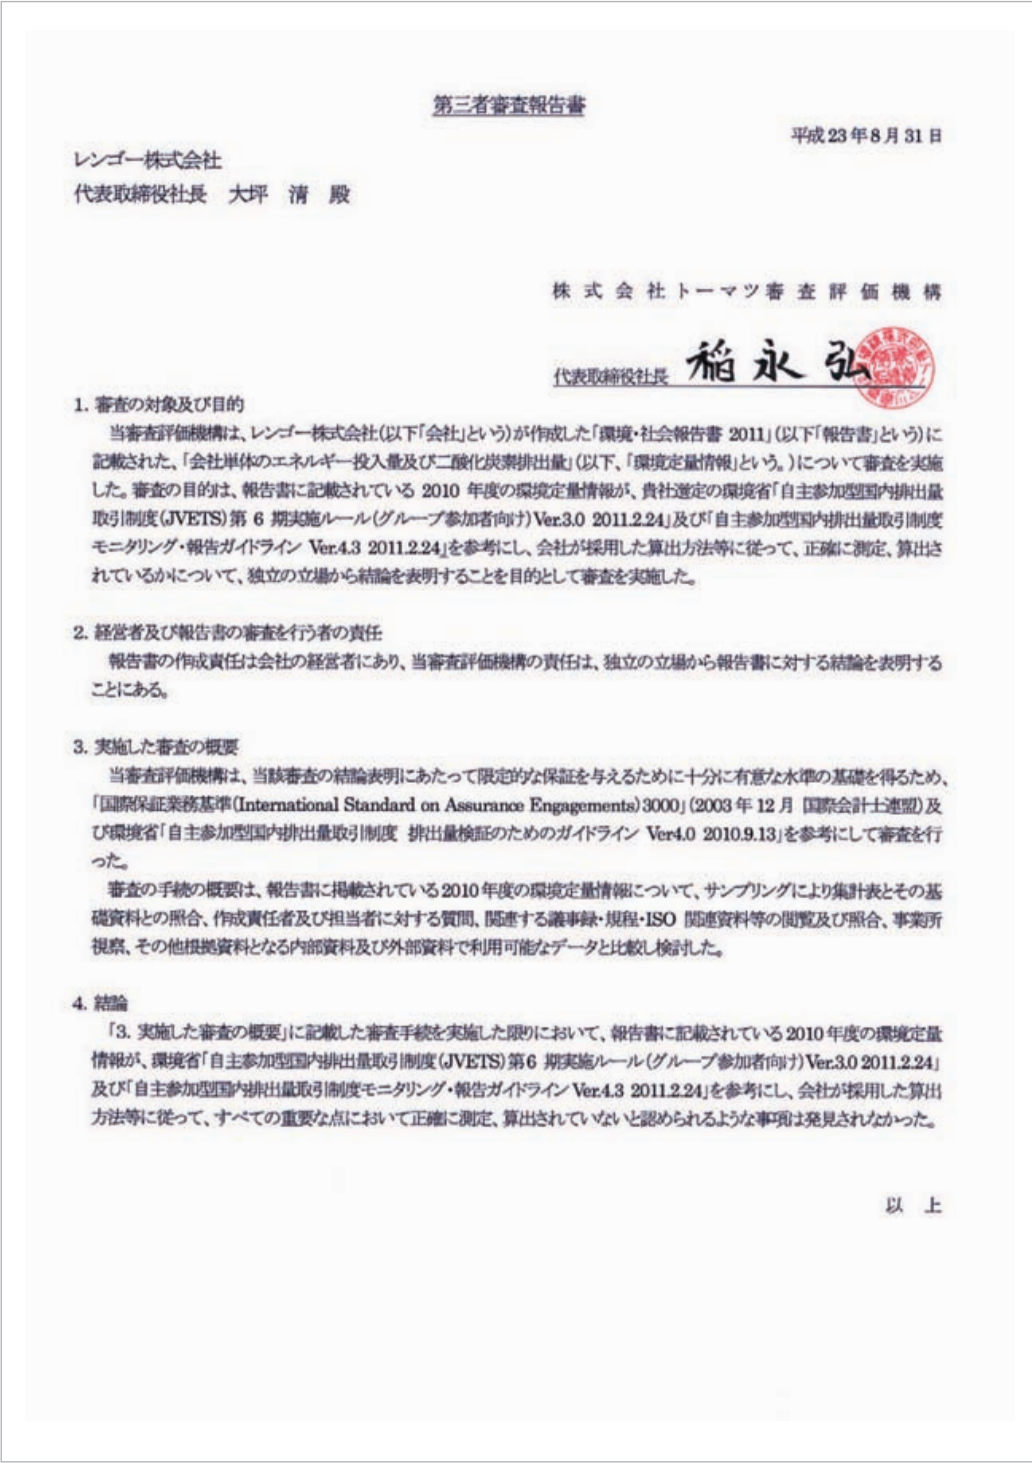 第三者審査報告書
平成23年8月31日
レンゴー株式会社
代表取締役社長 大坪 清 殿
株式会社トーマツ審査評価機構
代表取締役社長 稲永 弘
1. 審査の対象及び目的
当審査評価機構は、レンゴー株式会社(以下「会社」という)が作成した「環境・社会報告書 2011」(以下「報告書」という)に
記載された、「会社単体のエネルギー投入量及び二酸化炭素排出量」(以下、「環境定量情報」という。)について審査を実施
した。審査の目的は、報告書に記載されている 2010 年度の環境定量情報が、貴社選定の環境省「自主参加型国内排出量
取引制度(JVETS)第 6 期実施ルール(グループ参加者向け)Ver.3.0 2011.2.24」及び「自主参加型国内排出量取引制度
モニタリング・報告ガイドライン Ver.4.3 2011.2.24」を参考にし、会社が採用した算出方法等に従って、正確に測定、算出さ
れているかについて、独立の立場から結論を表明することを目的として審査を実施した。
2. 経営者及び報告書の審査を行う者の責任
報告書の作成責任は会社の経営者にあり、当審査評価機構の責任は、独立の立場から報告書に対する結論を表明する
ことにある。
3. 実施した審査の概要
当審査評価機構は、当該審査の結論表明にあたって限定的な保証を与えるために十分に有意な水準の基礎を得るため、
「国際保証業務基準(International Standard on Assurance Engagements)3000」(2003 年 12 月 国際会計士連盟)及
び環境省「自主参加型国内排出量取引制度 排出量検証のためのガイドライン Ver4.0 2010.9.13」を参考にして審査を行
った。
審査の手続の概要は、報告書に掲載されている2010年度の環境定量情報について、サンプリングにより集計表とその基
礎資料との照合、作成責任者及び担当者に対する質問、関連する議事録・規程・ISO 関連資料等の閲覧及び照合、事業所
視察、その他根拠資料となる内部資料及び外部資料で利用可能なデータと比較し検討した。
4. 結論
「3. 実施した審査の概要」に記載した審査手続を実施した限りにおいて、報告書に記載されている2010年度の環境定量
情報が、環境省「自主参加型国内排出量取引制度(JVETS)第6 期実施ルール(グループ参加者向け)Ver.3.0 2011.2.24」
及び「自主参加型国内排出量取引制度モニタリング・報告ガイドライン Ver.4.3 2011.2.24」を参考にし、会社が採用した算出
方法等に従って、すべての重要な点において正確に測定、算出されていないと認められるような事項は発見されなかった。
以 上